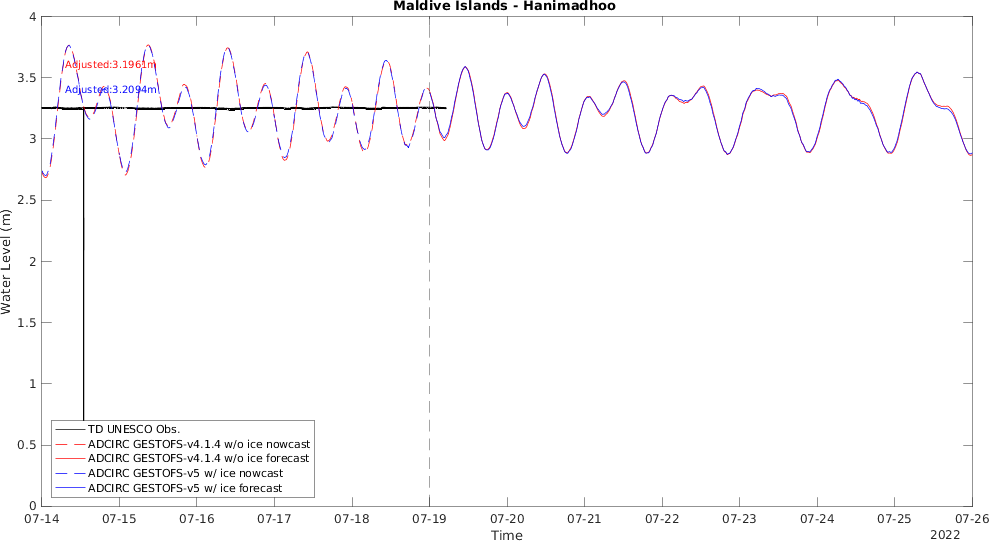 Maldive Islands - Hanimadhoo
4
3.5
3
2.5
2
1.5
1
0.5
0
Water Level (m)
Adjusted:3.1961m
Adjusted:3.2094m
TD UNESCO Obs.
ADCIRC GESTOFS-v4.1.4 w/o ice nowcast
ADCIRC GESTOFS-v4.1.4 w/o ice forecast
ADCIRC GESTOFS-v5 w/ ice nowcast
ADCIRC GESTOFS-v5 w/ ice forecast
07-14 07-15 07-16 07-17 07-18 07-19 07-20 07-21 07-22 07-23 07-24 07-25 07-26
Time
2022